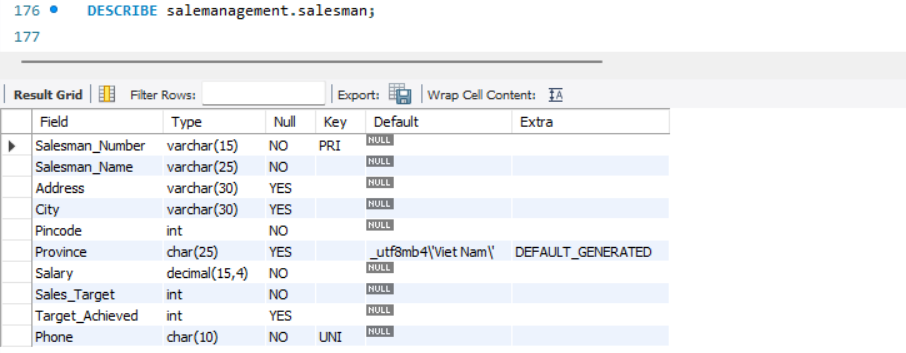 176 DESCRIBE salemanagement.salesman;
177
Result Grid Filter Rows: Export: Wrap Cell Content: IA
Field Type Null Key Default Extra
Salesman_Number varchar(15) NO PRI NULL
Salesman_Name varchar(25) NO NULL
Address varchar(30) YES NULL
City varchar(30) YES NULL
Pincode int NO NULL
Province char(25) YES _utf8mb4\'Viet Nam\' DEFAULT_GENERATED
Salary decimal(15,4) NO NULL
Sales_Target int NO NULL
Target_Achieved int YES NULL
Phone char(10) NO UNI NULL